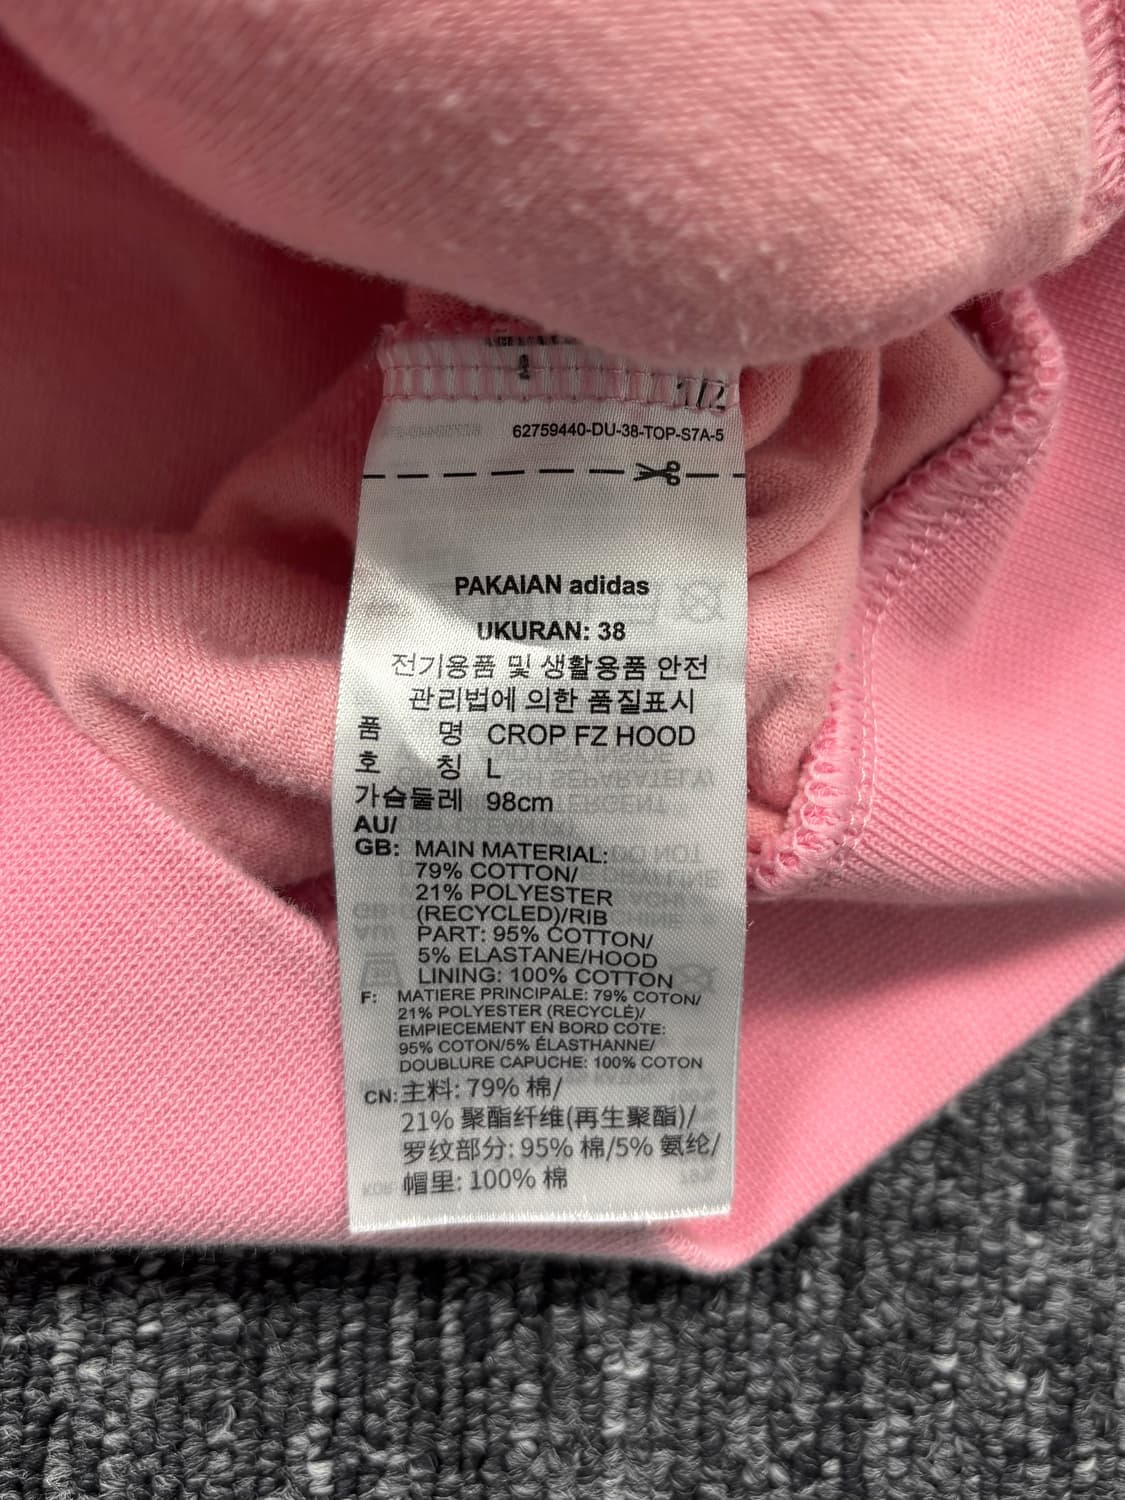 1/2
62759440-DU-38-TOP-S7A-5
PAKAIAN adidas
UKURAN: 38
전기용품 및 생활용품 안전
관리법에 의한 품질표시
품 명 CROP FZ HOOD
호 칭 L
가슴둘레 98cm
AU/
GB: MAIN MATERIAL:
79% COTTON/
21% POLYESTER
(RECYCLED)/RIB
PART: 95% COTTON/
5% ELASTANE/HOOD
LINING: 100% COTTON
F: MATIERE PRINCIPALE: 79% COTON/
21% POLYESTER (RECYCLÉ)/
EMPIECEMENT EN BORD COTE:
95% COTON/5% ÉLASTHANNE/
DOUBLURE CAPUCHE: 100% COTON
CN: 主料: 79% 棉/
21% 聚酯纤维(再生聚酯)/
罗纹部分: 95% 棉/5% 氨纶/
帽里: 100% 棉